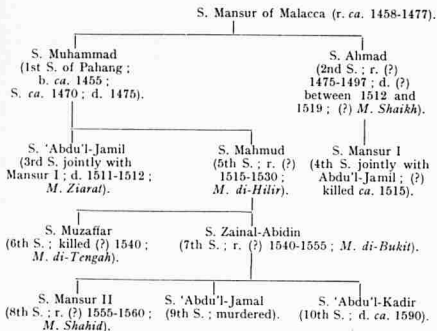 S. Mansur of Malacca (r. ca. 1458-1477).
S. Muhammad
(1st S. of Pahang ;
b. ca. 1455 ;
S. ca. 1470 ; d. 1475).
S. Ahmad
(2nd S. ; r. (?)
1475-1497 ; d. (?)
between 1512 and
1519 ; (?) M. Shaikh).
S. 'Abdu'l-Jamil
(3rd S. jointly with
Mansur I ; d. 1511-1512 ;
M. Ziarat).
S. Mahmud
(5th S. ; r. (?)
1515-1530 ;
M. di-Hilir).
S. Mansur I
(4th S. jointly with
Abdu'l-Jamil ; (?)
killed ca. 1515).
S. Muzaffar
(6th S. ; killed (?) 1540 ;
M. di-Tengah).
S. Zainal-Abidin
(7th S. ; r. (?) 1540-1555 ; M. di-Bukit).
S. Mansur II
(8th S. ; r. (?) 1555-1560 ;
M. Shahid).
S. 'Abdu'l-Jamal
(9th S. ; murdered).
S. 'Abdu'l-Kadir
(10th S. ; d. ca. 1590).